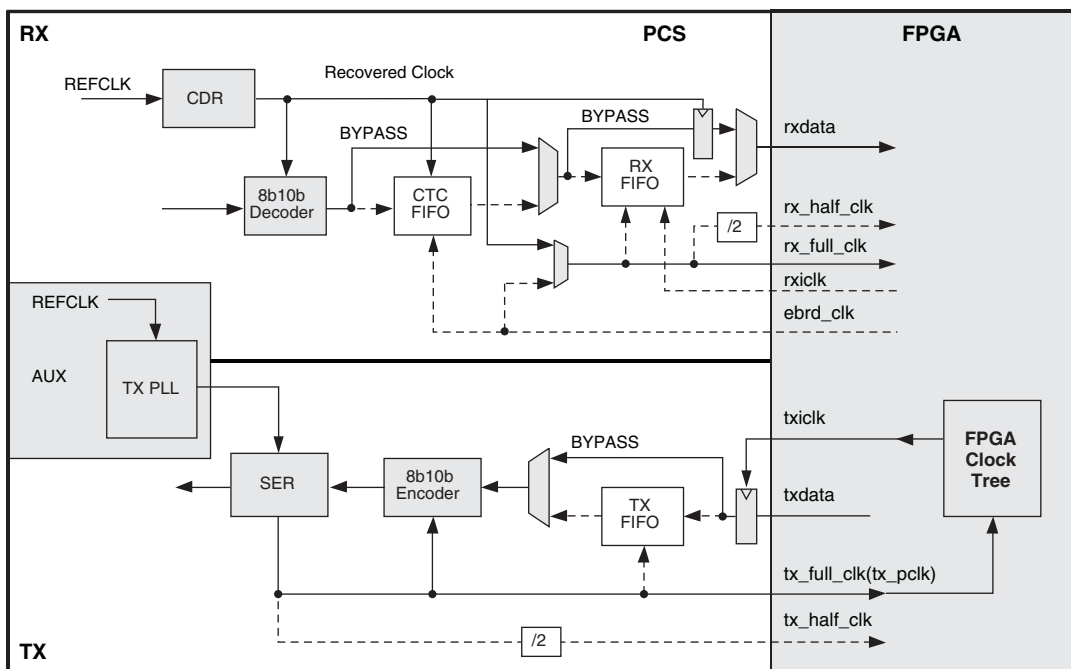 RX
PCS
FPGA
REFCLK
CDR
Recovered Clock
BYPASS
BYPASS
rxdata
8b10b
Decoder
CTC
FIFO
RX
FIFO
rx_half_clk
/2
rx_full_clk
rxiclk
ebrd_clk
REFCLK
AUX
TX PLL
txiclk
FPGA
Clock
Tree
BYPASS
SER
8b10b
Encoder
TX
FIFO
txdata
tx_full_clk(tx_pclk)
tx_half_clk
/2
TX